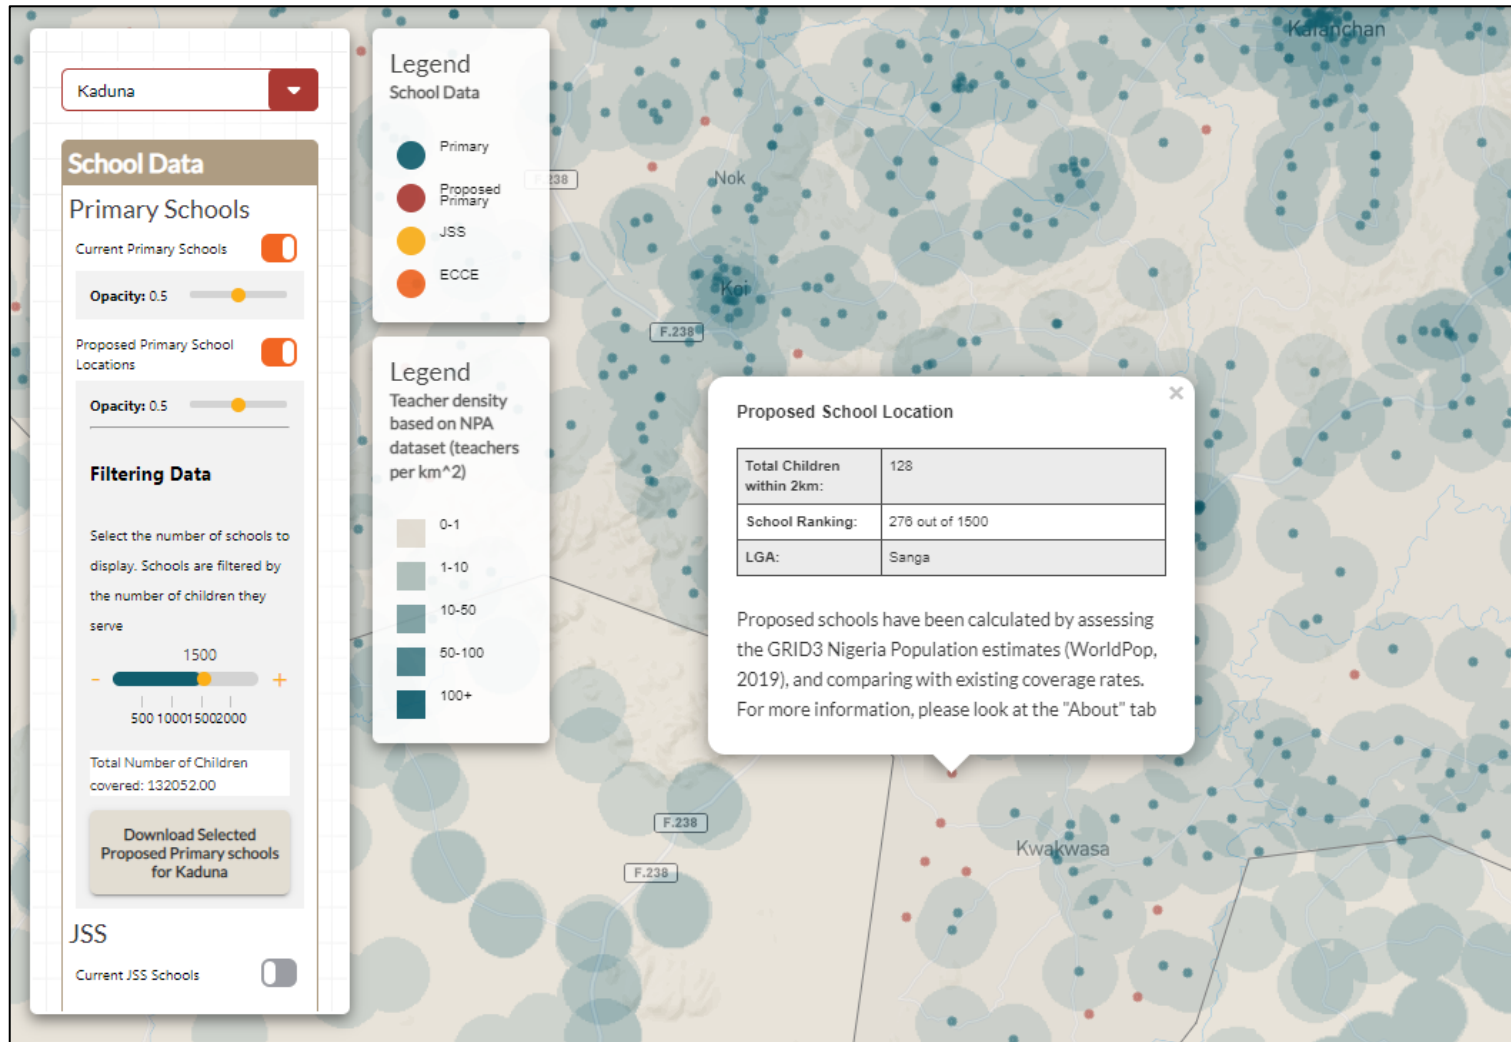 Kaduna
School Data
Primary Schools
Current Primary Schools
Opacity: 0.5
Proposed Primary School
Locations
Opacity: 0.5
Filtering Data
Select the number of schools to
display. Schools are filtered by
the number of children they
serve
1500
- +
500 1000 1500 2000
Total Number of Children
covered: 132052.00
Download Selected
Proposed Primary schools
for Kaduna
JSS
Current JSS Schools
Legend
School Data
Primary
Proposed
Primary
JSS
ECCE
Legend
Teacher density
based on NPA
dataset (teachers
per km^2)
0-1
1-10
10-50
50-100
100+
Kafanchan
F.238
Nok
Koi
F.238
Proposed School Location
×
Total Children
within 2km:
128
School Ranking:
276 out of 1500
LGA:
Sanga
Proposed schools have been calculated by assessing
the GRID3 Nigeria Population estimates (WorldPop,
2019), and comparing with existing coverage rates.
For more information, please look at the "About" tab
F.238
Kwakwasa
F.238